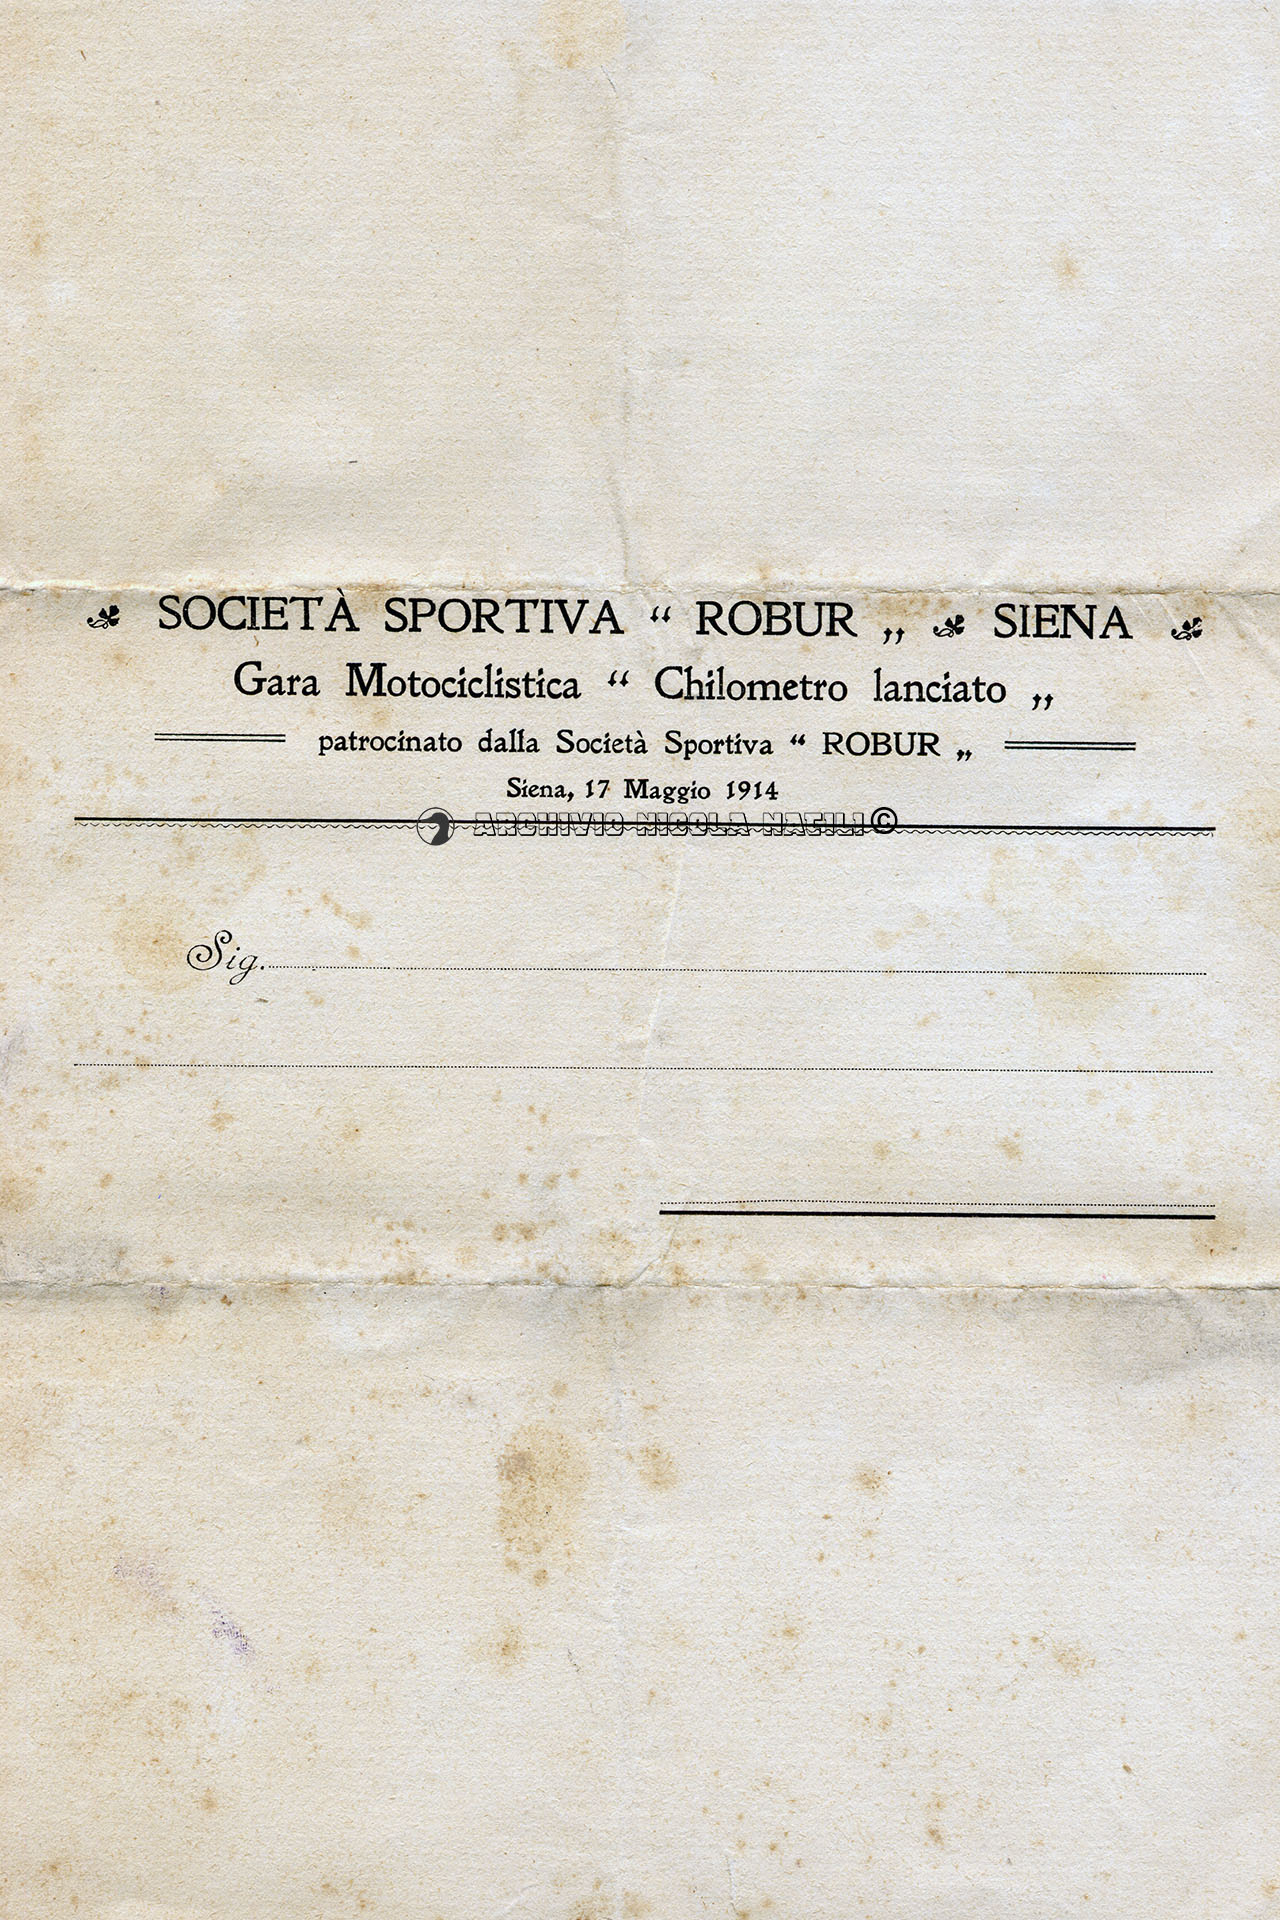 SOCIETÀ SPORTIVA “ ROBUR „ SIENA
Gara Motociclistica “ Chilometro lanciato „
patrocinato dalla Società Sportiva “ ROBUR „
Siena, 17 Maggio 1914
ARCHIVIO NICOLA NATILI ©
Sig.